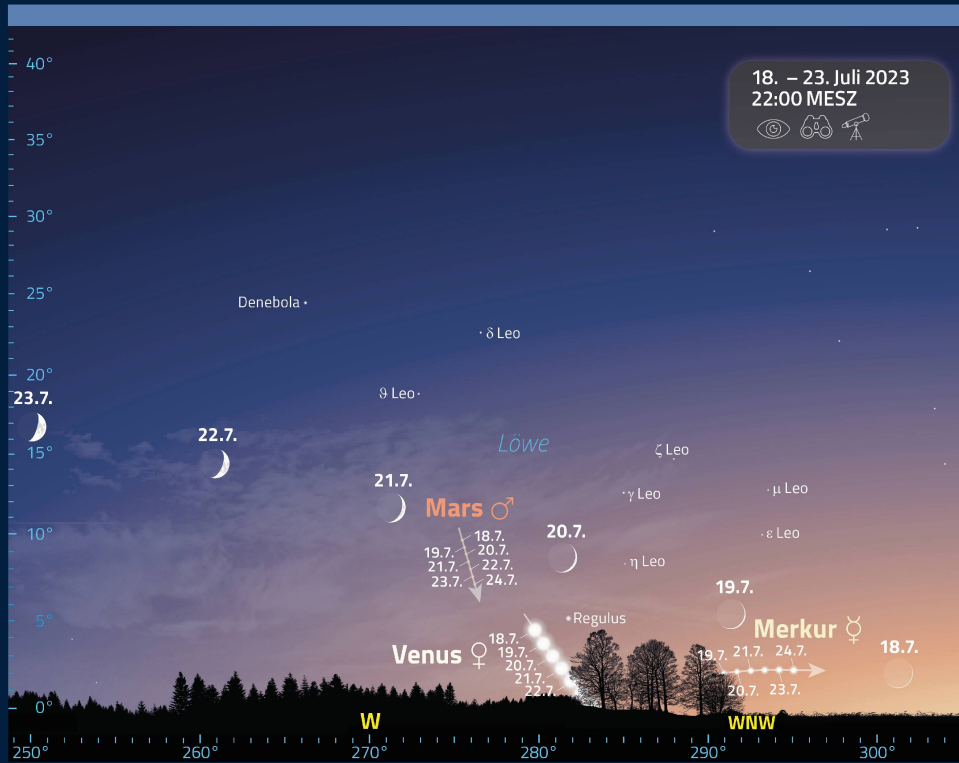 18. – 23. Juli 2023
22:00 MESZ
40°
35°
30°
25°
Denebola
δ Leo
20°
ϑ Leo
23.7.
22.7.
Löwe
15°
ζ Leo
21.7.
Mars ♂
γ Leo
μ Leo
10°
18.7.
20.7.
ε Leo
19.7.
20.7.
21.7.
22.7.
η Leo
23.7.
24.7.
19.7.
5°
Regulus
Merkur ☿
18.7.
Venus ♀
18.7.
19.7.
20.7.
21.7.
22.7.
19.7.
21.7.
24.7.
20.7.
23.7.
0°
W
WNW
250°
260°
270°
280°
290°
300°